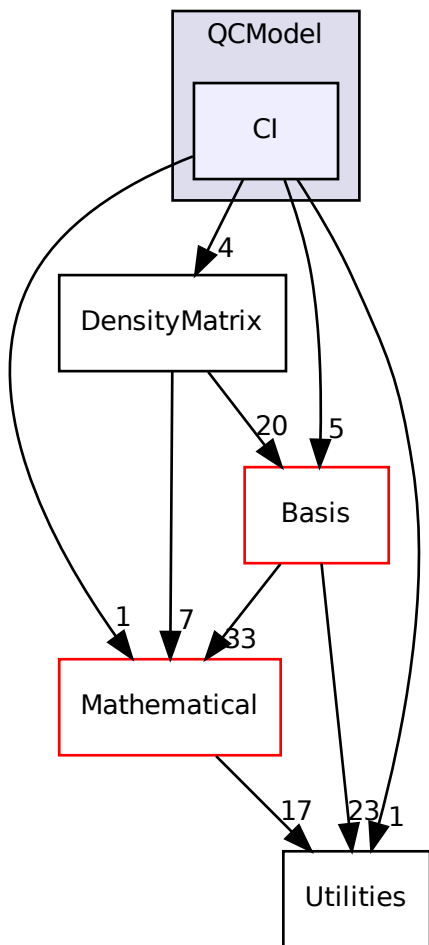 QCModel
CI
4
DensityMatrix
20
5
Basis
1
7
33
Mathematical
17
23
1
Utilities